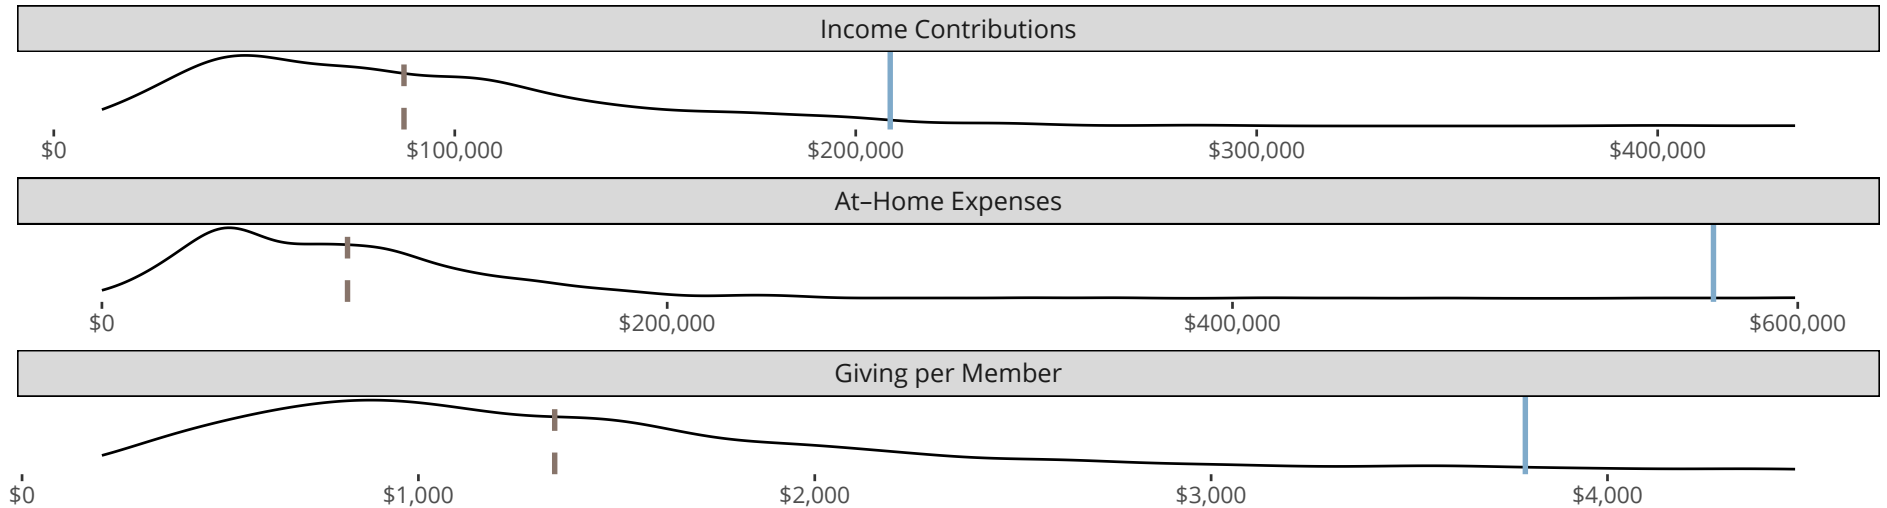 Income Contributions
$0 $100,000 $200,000 $300,000 $400,000
At–Home Expenses
$0 $200,000 $400,000 $600,000
Giving per Member
$0 $1,000 $2,000 $3,000 $4,000